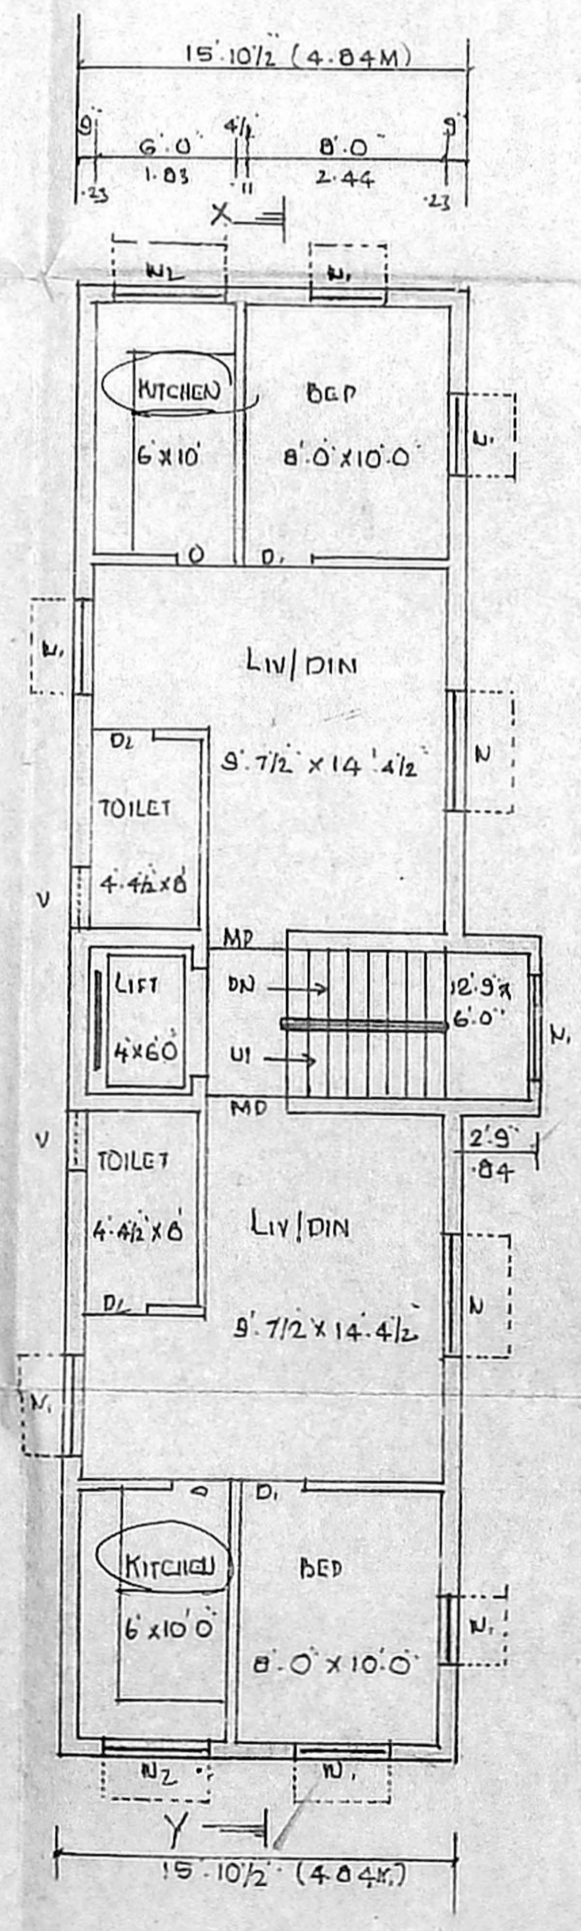 15'.10½" (4.84M)
9" 6'.0" 4½" 8'.0" 9"
.23 1.83 .11 2.44 .23
X
W2 W1
KITCHEN BED
6'x10' 8'.0"x10'.0"
W1
O D1
W1
LIV/DIN
D2
9'.7½" x 14'.4½"
W
TOILET
4'.4½"x8'
V
MD
LIFT DN 12'.9"x
6'.0"
4'x6'0"
UP
W1
MD
V
TOILET
2'.9"
.84
4'.4½"x8'
LIV/DIN
D2
W
9'.7½" x 14'.4½"
W1
O D1
KITCHEN BED
6'x10'0"
W1
8'.0" x 10'.0"
W2 W1
Y
15'.10½" (4.84M.)